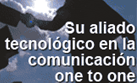 Su aliado
tecnológico en la
comunicación
one to one